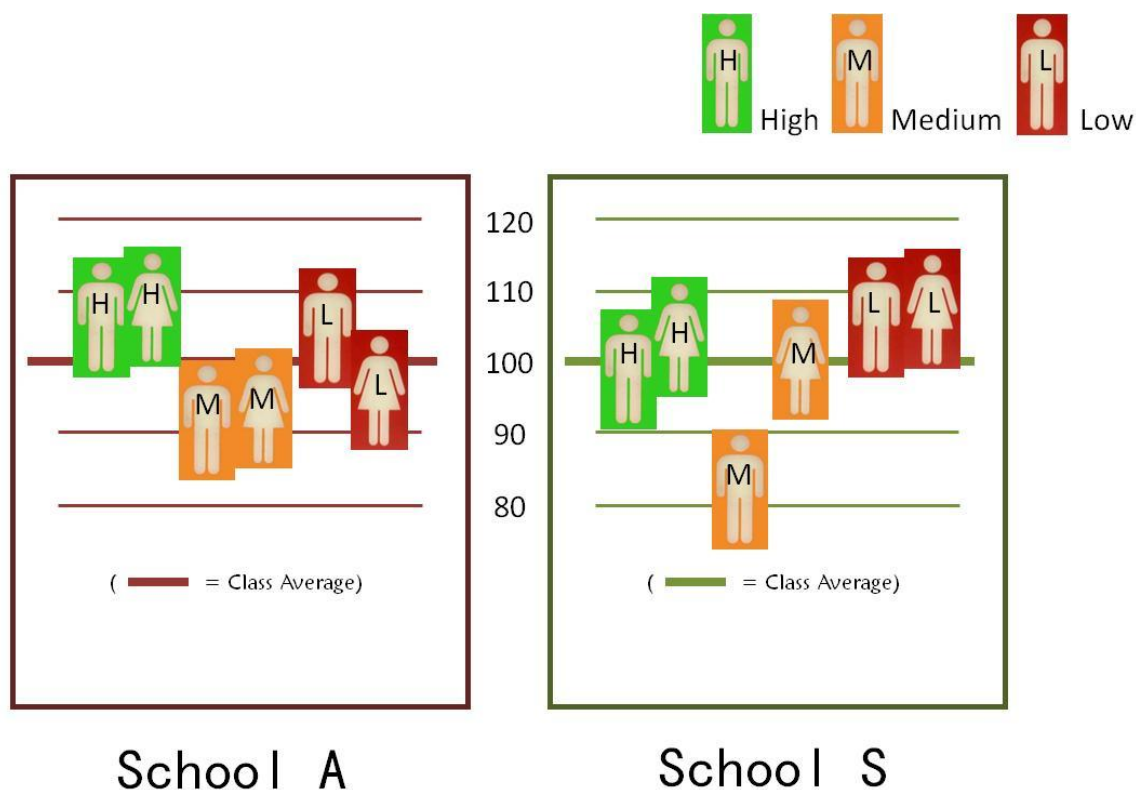 H
M
L
High
Medium
Low
120
110
100
90
80
H
H
M
M
L
L
( = Class Average)
H
H
M
M
L
L
( = Class Average)
School A
School S